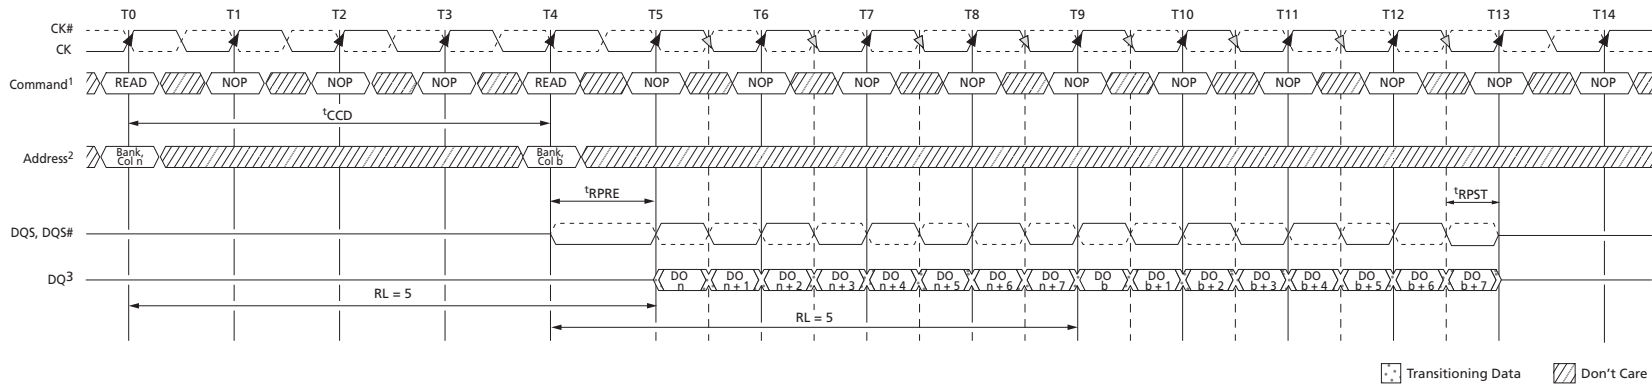 T0 T1 T2 T3 T4 T5 T6 T7 T8 T9 T10 T11 T12 T13 T14
CK#
CK
Command1 READ NOP NOP NOP READ NOP NOP NOP NOP NOP NOP NOP NOP NOP NOP
tCCD
Address2 Bank, Col n Bank, Col b
tRPRE tRPST
DQS, DQS#
DQ3 DO n DO n + 1 DO n + 2 DO n + 3 DO n + 4 DO n + 5 DO n + 6 DO n + 7 DO b DO b + 1 DO b + 2 DO b + 3 DO b + 4 DO b + 5 DO b + 6 DO b + 7
RL = 5
RL = 5
Transitioning Data Don't Care